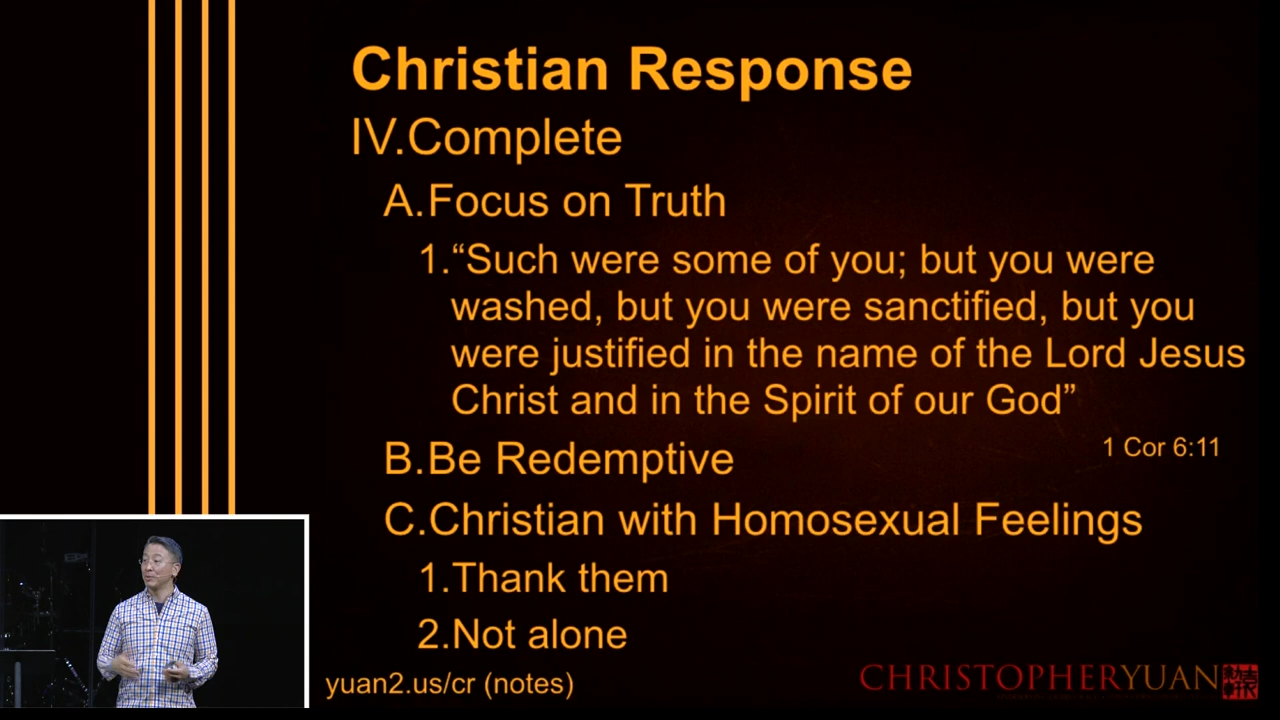 Christian Response
IV.Complete
A.Focus on Truth
1.“Such were some of you; but you were
washed, but you were sanctified, but you
were justified in the name of the Lord Jesus
Christ and in the Spirit of our God”
1 Cor 6:11
B.Be Redemptive
C.Christian with Homosexual Feelings
1.Thank them
2.Not alone
yuan2.us/cr (notes)
CHRISTOPHERYUAN